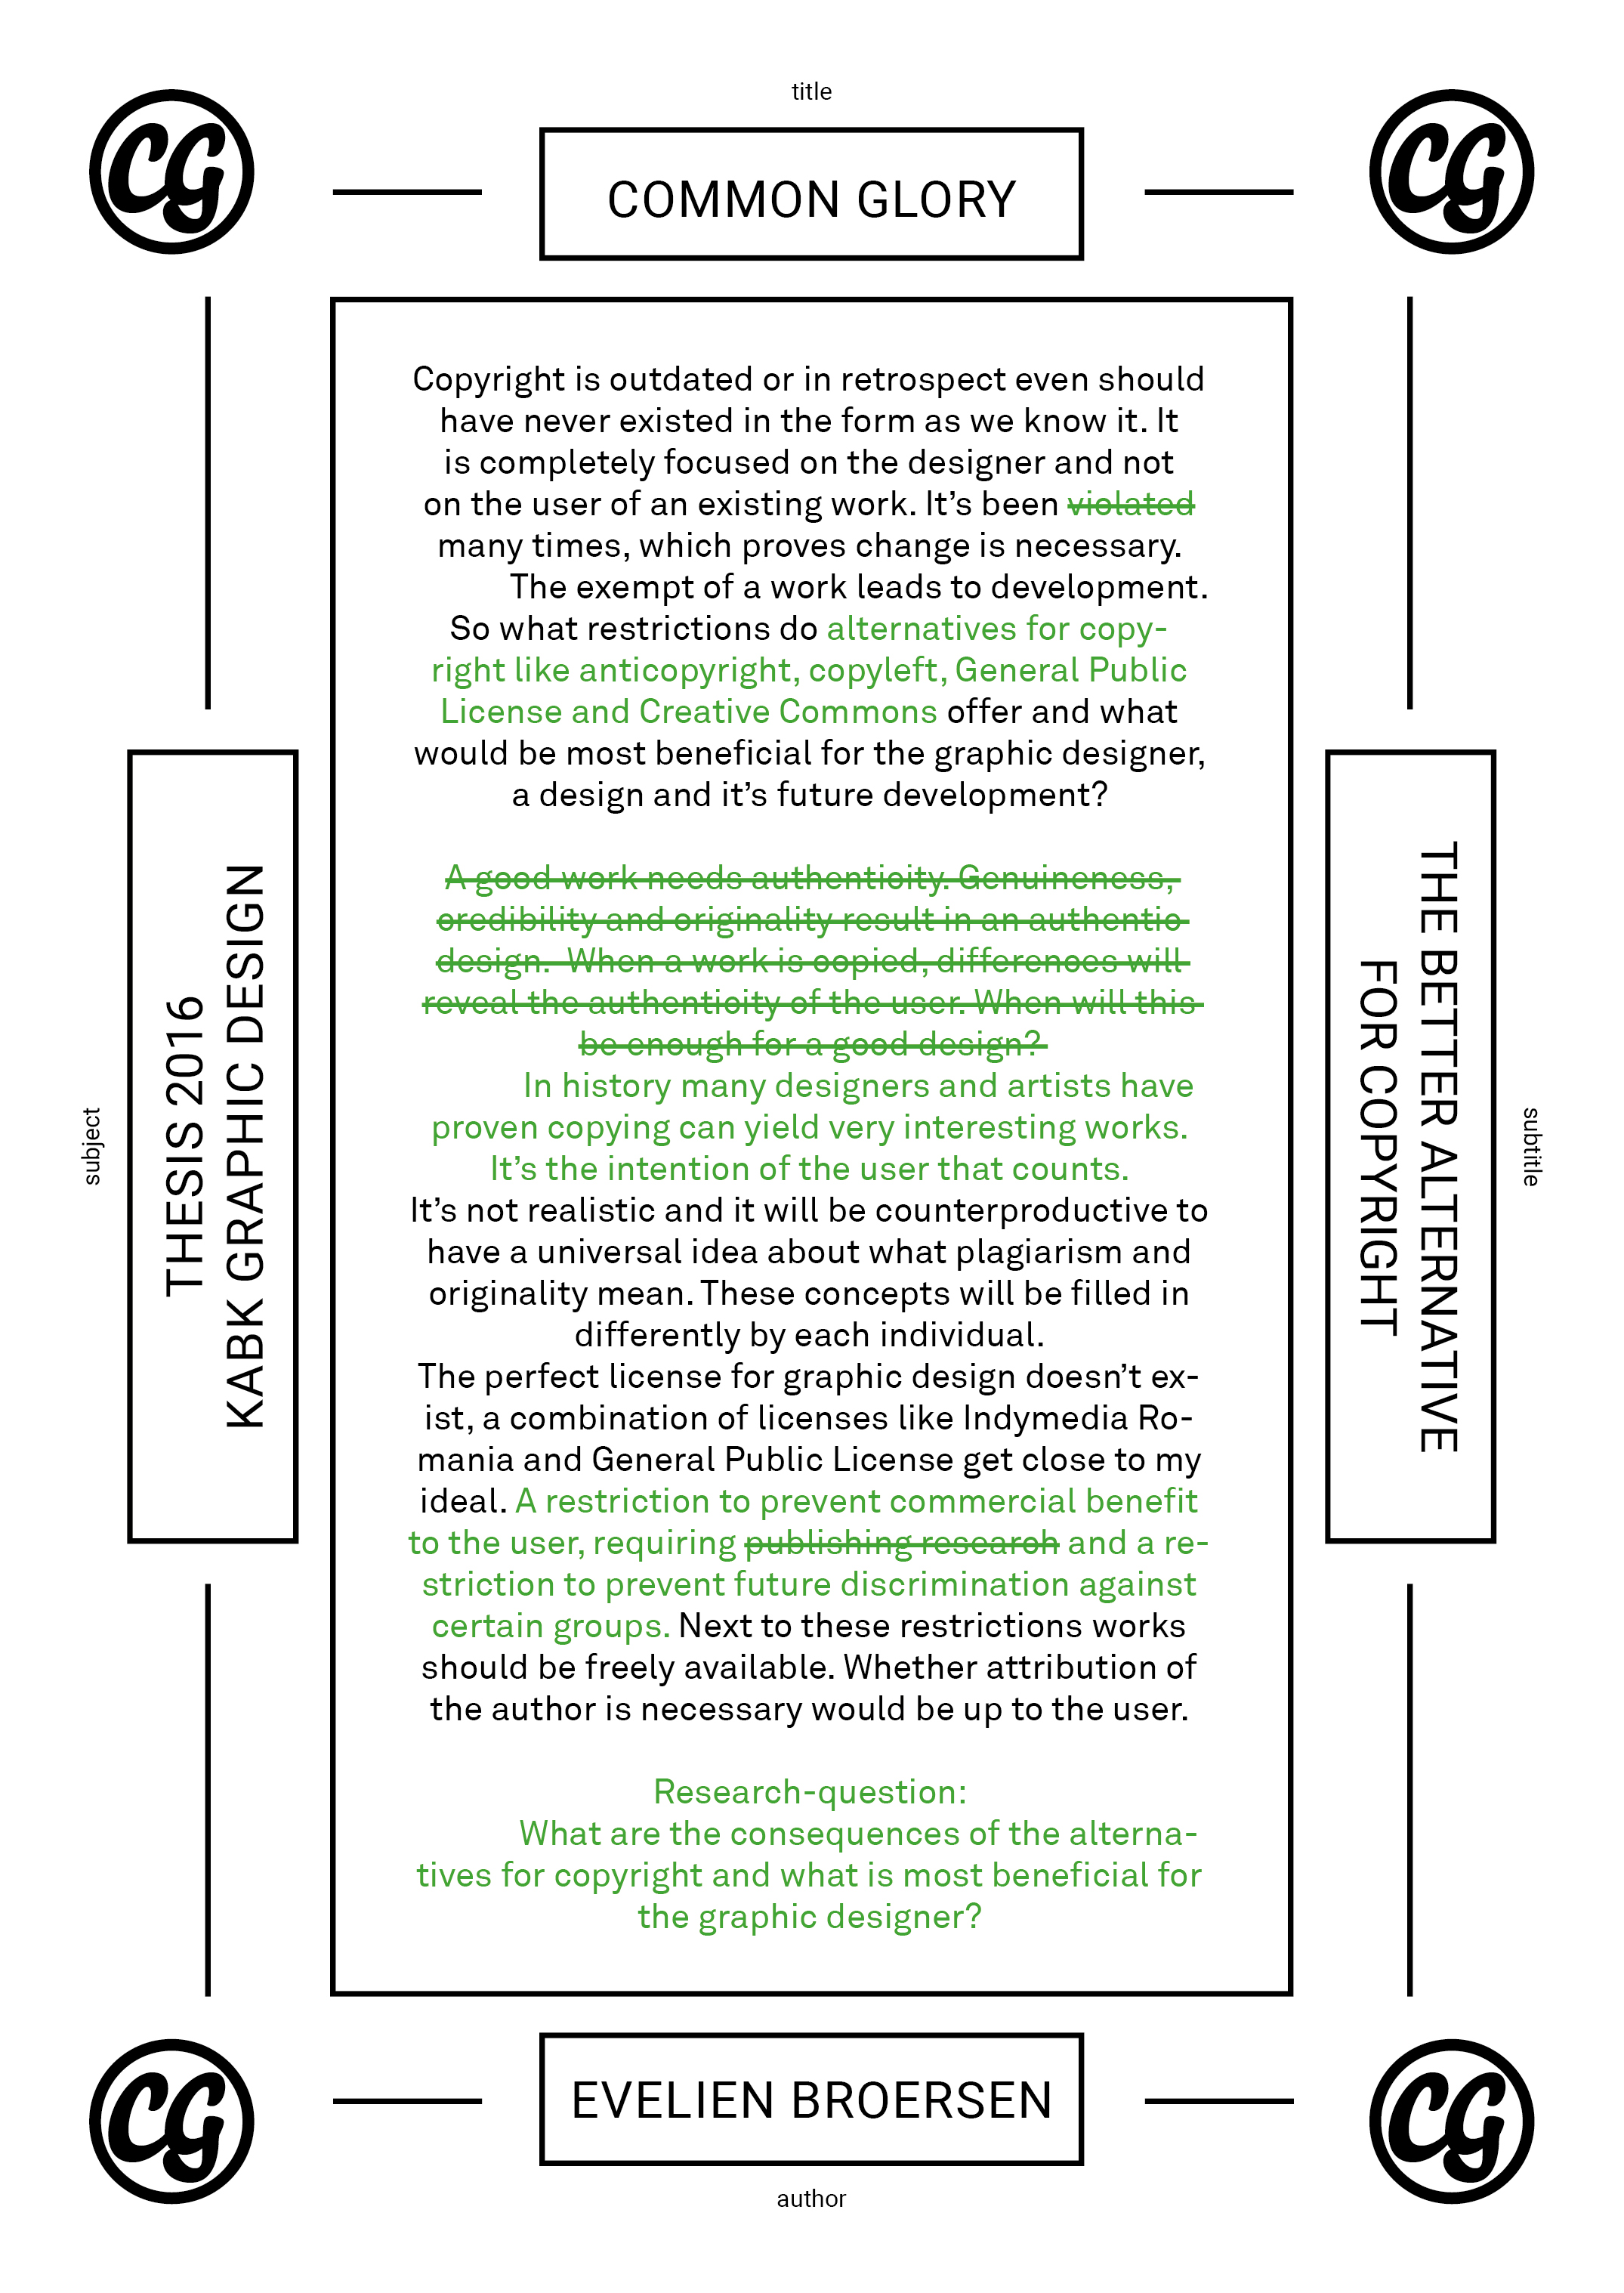 title
CG
COMMON GLORY
CG
Copyright is outdated or in retrospect even should
have never existed in the form as we know it. It
is completely focused on the designer and not
on the user of an existing work. It’s been violated
many times, which proves change is necessary.
The exempt of a work leads to development.
So what restrictions do alternatives for copy-
right like anticopyright, copyleft, General Public
License and Creative Commons offer and what
would be most beneficial for the graphic designer,
a design and it’s future development?
A good work needs authenticity. Genuineness,
credibility and originality result in an authentic
design. When a work is copied, differences will
reveal the authenticity of the user. When will this
be enough for a good design?
In history many designers and artists have
proven copying can yield very interesting works.
It’s the intention of the user that counts.
It’s not realistic and it will be counterproductive to
have a universal idea about what plagiarism and
originality mean. These concepts will be filled in
differently by each individual.
The perfect license for graphic design doesn’t ex-
ist, a combination of licenses like Indymedia Ro-
mania and General Public License get close to my
ideal. A restriction to prevent commercial benefit
to the user, requiring publishing research and a re-
striction to prevent future discrimination against
certain groups. Next to these restrictions works
should be freely available. Whether attribution of
the author is necessary would be up to the user.
Research-question:
What are the consequences of the alterna-
tives for copyright and what is most beneficial for
the graphic designer?
subject
THESIS 2016
KABK GRAPHIC DESIGN
THE BETTER ALTERNATIVE
FOR COPYRIGHT
subtitle
CG
EVELIEN BROERSEN
CG
author